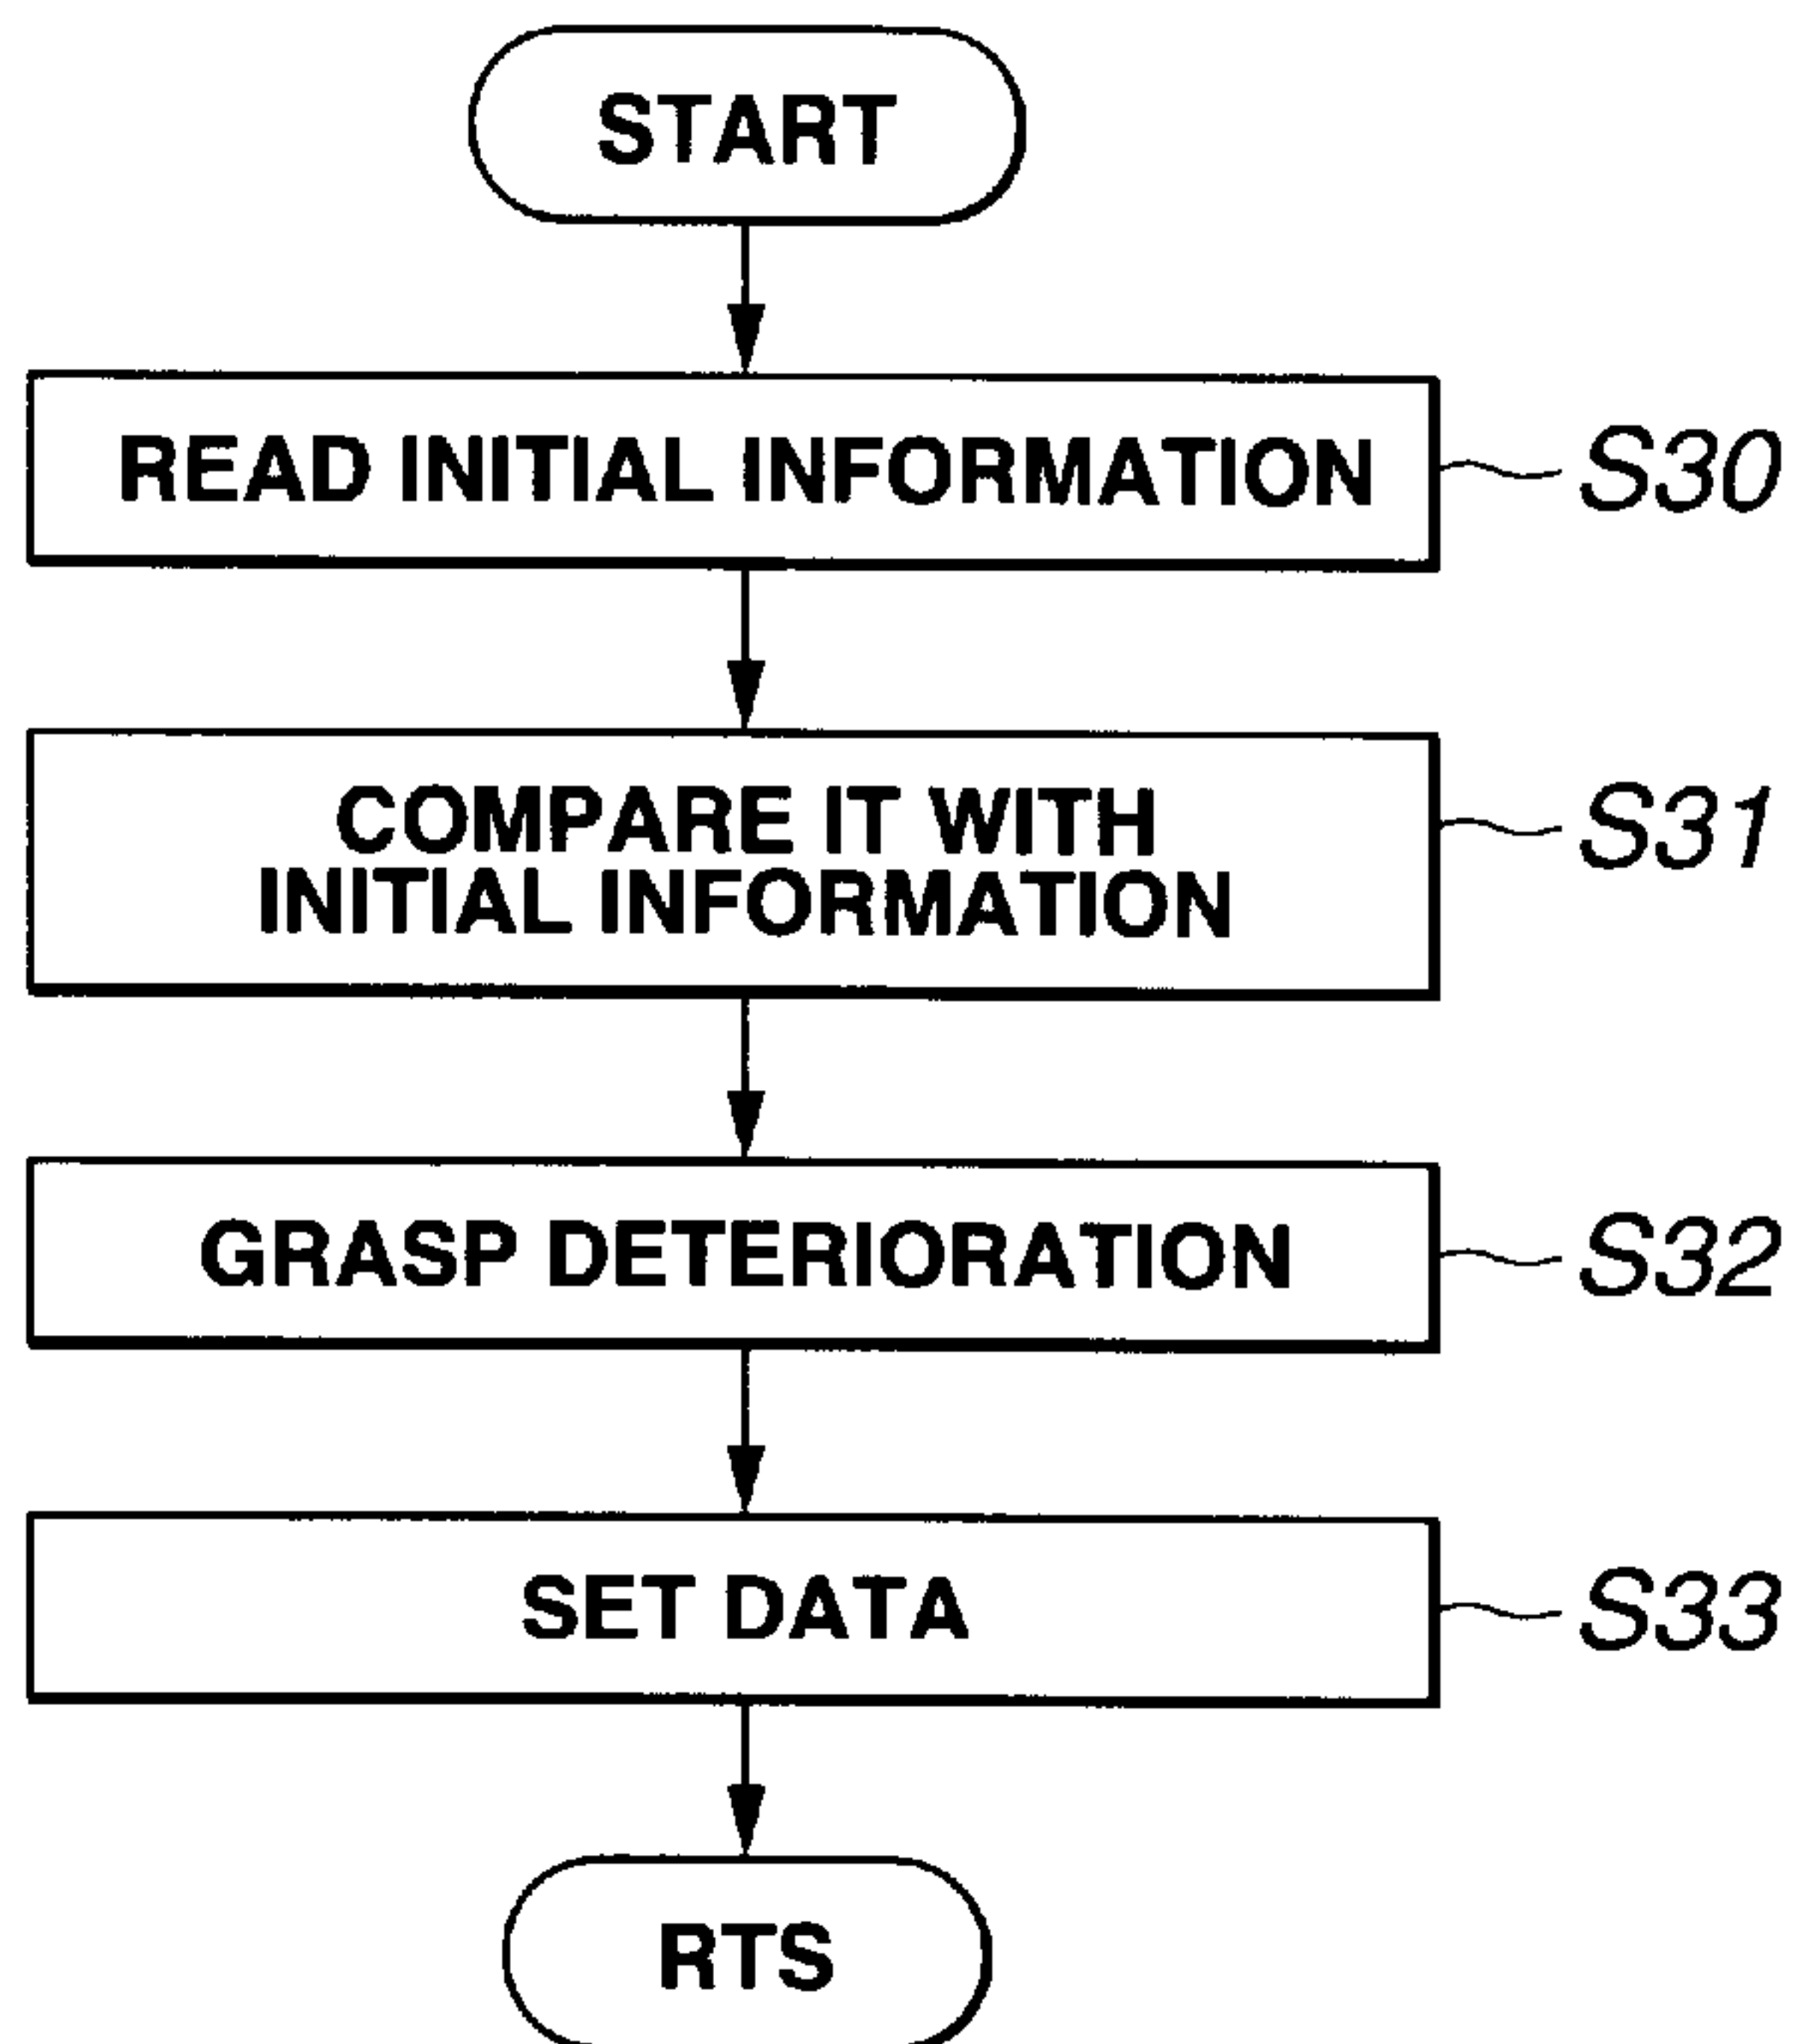 START
READ INITIAL INFORMATION
S30
COMPARE IT WITH
INITIAL INFORMATION
S31
GRASP DETERIORATION
S32
SET DATA
S33
RTS